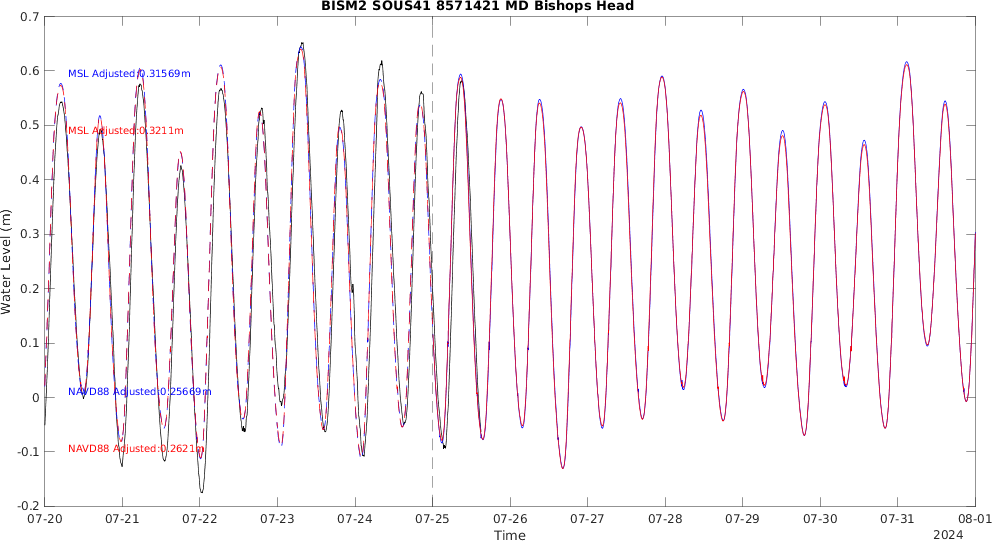 BISM2 SOUS41 8571421 MD Bishops Head
0.7
0.6
0.5
0.4
0.3
0.2
0.1
0
-0.1
-0.2
Water Level (m)
MSL Adjusted:0.31569m
MSL Adjusted:0.3211m
NAVD88 Adjusted:0.25669m
NAVD88 Adjusted:0.2621m
07-20 07-21 07-22 07-23 07-24 07-25 07-26 07-27 07-28 07-29 07-30 07-31 08-01
Time
2024